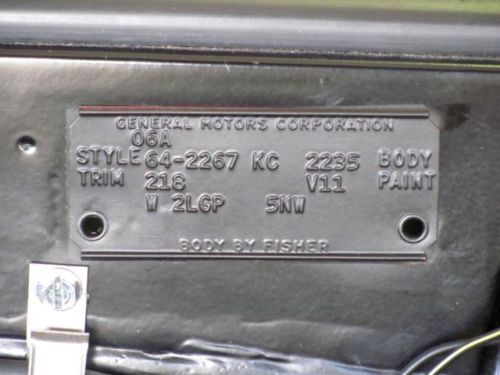 GENERAL MOTORS CORPORATION
06A
STYLE 64-2267 KC 2235 BODY
TRIM 218 V11 PAINT
W 2LGP 5NW
BODY BY FISHER